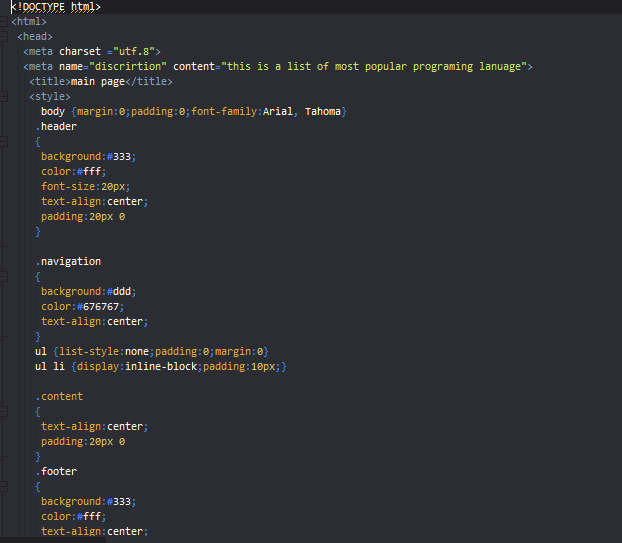 <!DOCTYPE html>
<html>
<head>
<meta charset ="utf.8">
<meta name="discrirtion" content="this is a list of most popular programing lanuage">
<title>main page</title>
<style>
body {margin:0;padding:0;font-family:Arial, Tahoma}
.header
{
background:#333;
color:#fff;
font-size:20px;
text-align:center;
padding:20px 0
}
.navigation
{
background:#ddd;
color:#676767;
text-align:center;
}
ul {list-style:none;padding:0;margin:0}
ul li {display:inline-block;padding:10px;}
.content
{
text-align:center;
padding:20px 0
}
.footer
{
background:#333;
color:#fff;
text-align:center;